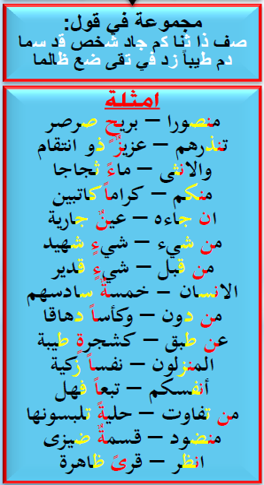 مجموعة في قول:
صف ذا ثنا كم جاد شخص قد سما
دم طيباً زد في تقى ضع ظالما
امثلة
منصورا – بريحٍ صرصر
تنذرهم – عزيزٌ ذو انتقام
والانثى – ماءً ثجاجا
منكم – كراماً كاتبين
ان جاءه – عينٌ جارية
من شيء – شيءٍ شهيد
من قبل – شيءٍ قدير
الانسان – خمسةٌ سادسهم
من دون – وكأساً دهاقا
عن طبق – كشجرةٍ طيبة
المنزلون – نفساً زكية
أنفسكم – تبعاً فهل
من تفاوت – حليةً تلبسونها
منضود – قسمةٌ ضيزى
انظر – قرىً ظاهرة